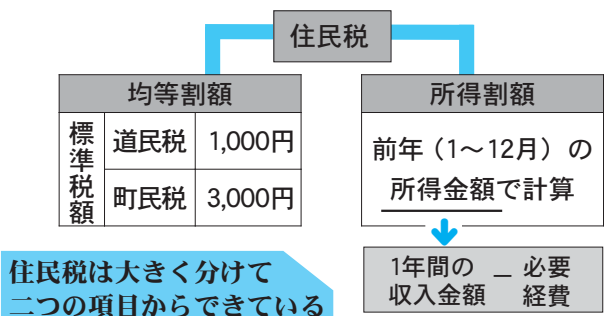 住民税
均等割額
標準税額
道民税 1,000円
町民税 3,000円
所得割額
前年（1～12月）の
所得金額で計算
1年間の － 必要
収入金額 経費
住民税は大きく分けて
二つの項目からできている